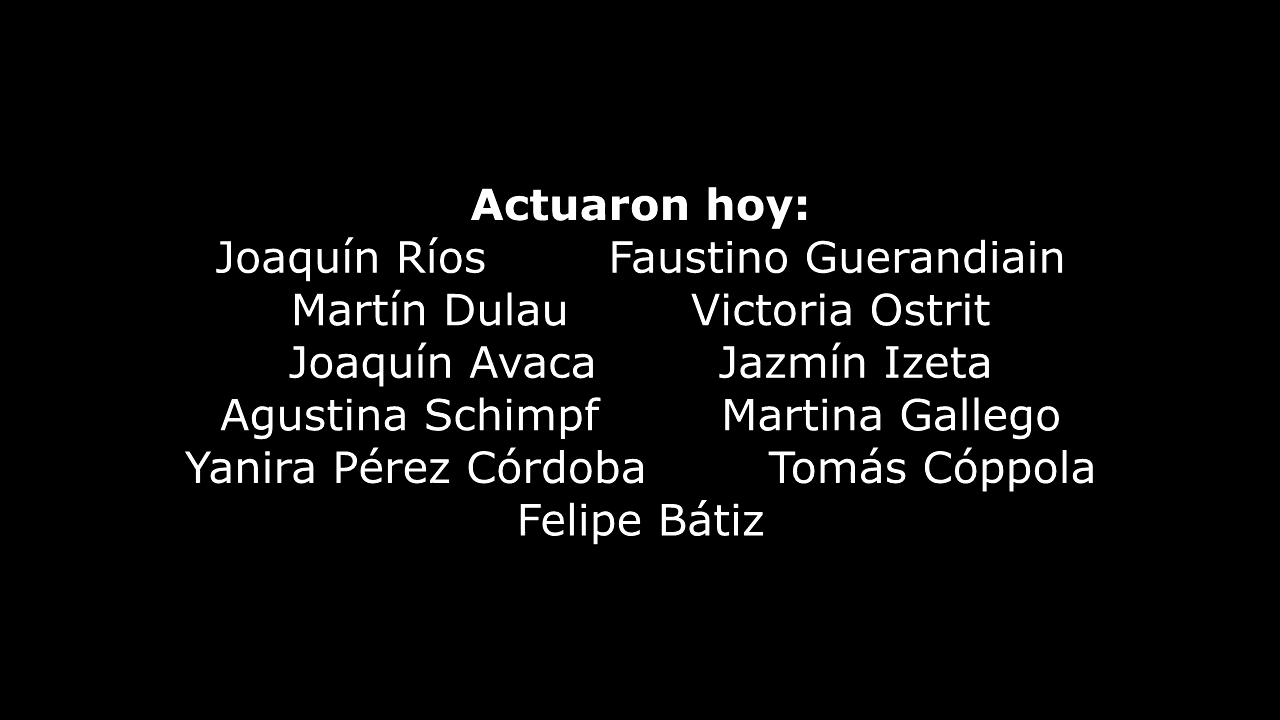 Actuaron hoy:
Joaquín Ríos Faustino Guerandiain
Martín Dulau Victoria Ostrit
Joaquín Avaca Jazmín Izeta
Agustina Schimpf Martina Gallego
Yanira Pérez Córdoba Tomás Cóppola
Felipe Bátiz